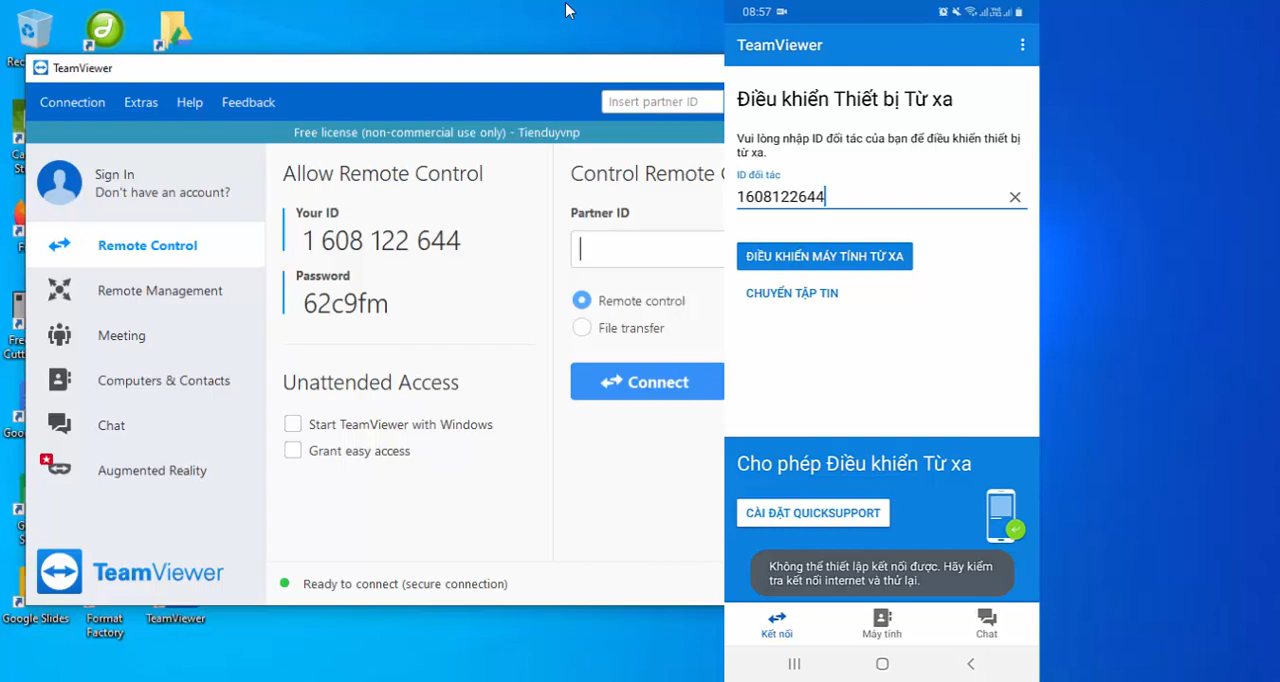 TeamViewer
Connection Extras Help Feedback
Insert partner ID
Free license (non-commercial use only) - Tienduyvnp
Sign In
Don't have an account?
Remote Control
Remote Management
Meeting
Computers & Contacts
Chat
Augmented Reality
TeamViewer
Allow Remote Control
Your ID
1 608 122 644
Password
62c9fm
Unattended Access
Start TeamViewer with Windows
Grant easy access
Ready to connect (secure connection)
Control Remote
Partner ID
Remote control
File transfer
Connect
Google Slides
Format
Factory
TeamViewer
08:57
TeamViewer
Điều khiển Thiết bị Từ xa
Vui lòng nhập ID đối tác của bạn để điều khiển thiết bị
từ xa.
ID đối tác
1608122644
ĐIỀU KHIỂN MÁY TÍNH TỪ XA
CHUYỂN TẬP TIN
Cho phép Điều khiển Từ xa
CÀI ĐẶT QUICKSUPPORT
Không thể thiết lập kết nối được. Hãy kiểm
tra kết nối internet và thử lại.
Kết nối
Máy tính
Chat